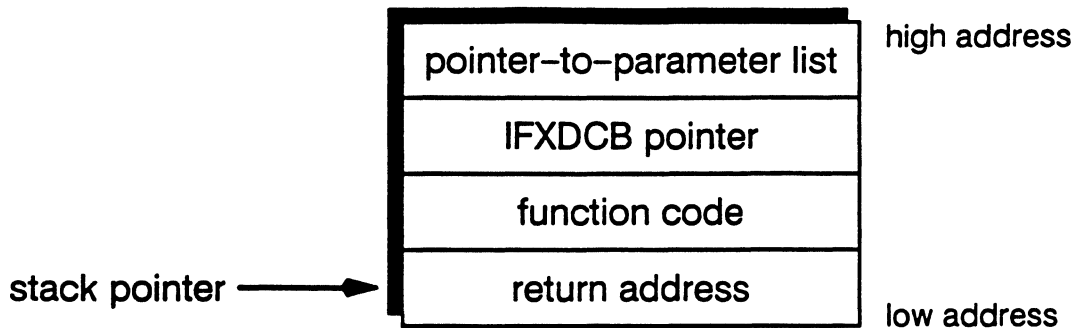 high address
pointer–to–parameter list
IFXDCB pointer
function code
stack pointer
return address
low address